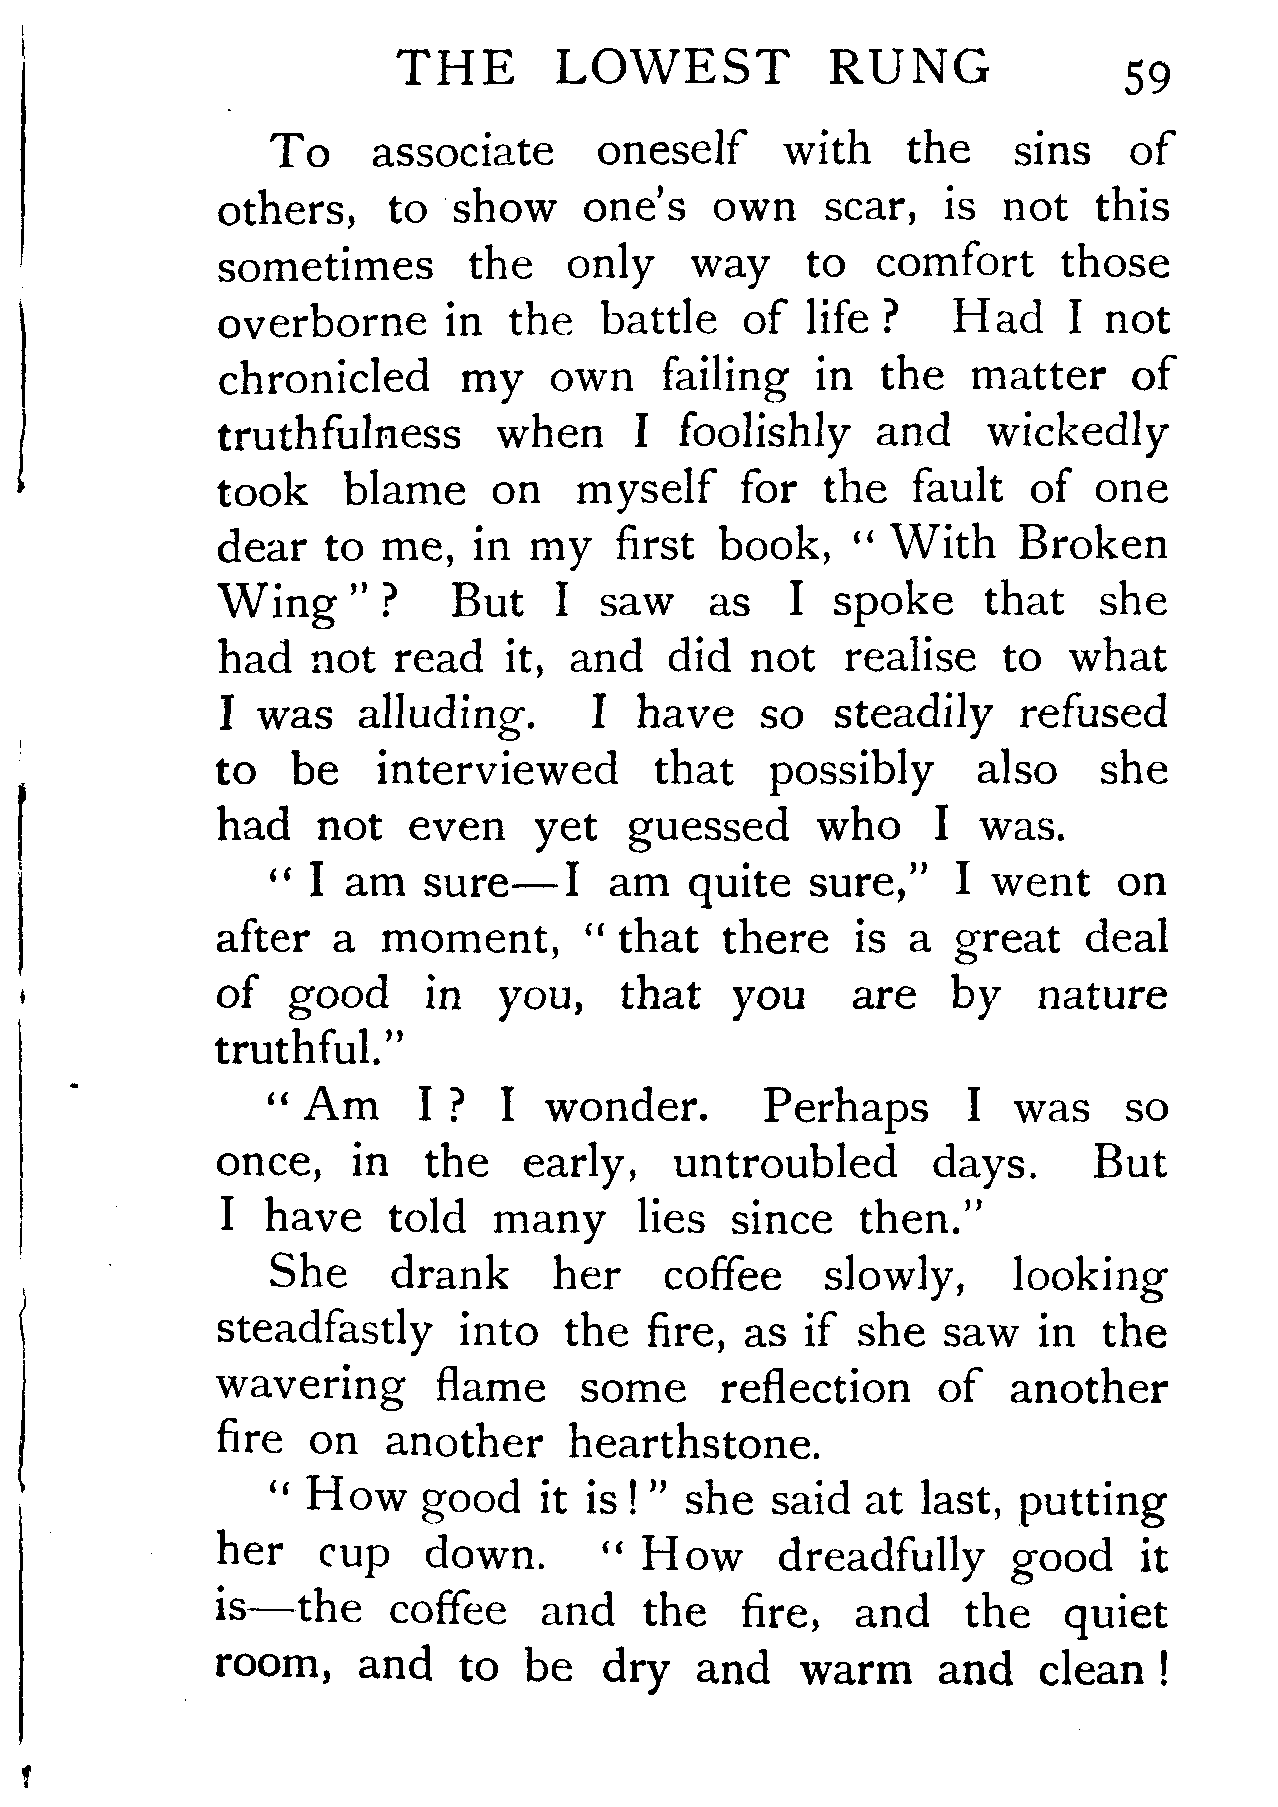 THE LOWEST RUNG 59
To associate oneself with the sins of
others, to show one's own scar, is not this
sometimes the only way to comfort those
overborne in the battle of life ? Had I not
chronicled my own failing in the matter of
truthfulness when I foolishly and wickedly
took blame on myself for the fault of one
dear to me, in my first book, " With Broken
Wing " ? But I saw as I spoke that she
had not read it, and did not realise to what
I was alluding. I have so steadily refused
to be interviewed that possibly also she
had not even yet guessed who I was.
" I am sure—I am quite sure," I went on
after a moment, " that there is a great deal
of good in you, that you are by nature
truthful."
" Am I ? I wonder. Perhaps I was so
once, in the early, untroubled days. But
I have told many lies since then."
She drank her coffee slowly, looking
steadfastly into the fire, as if she saw in the
wavering flame some reflection of another
fire on another hearthstone.
" How good it is ! " she said at last, putting
her cup down. " How dreadfully good it
is—the coffee and the fire, and the quiet
room, and to be dry and warm and clean !